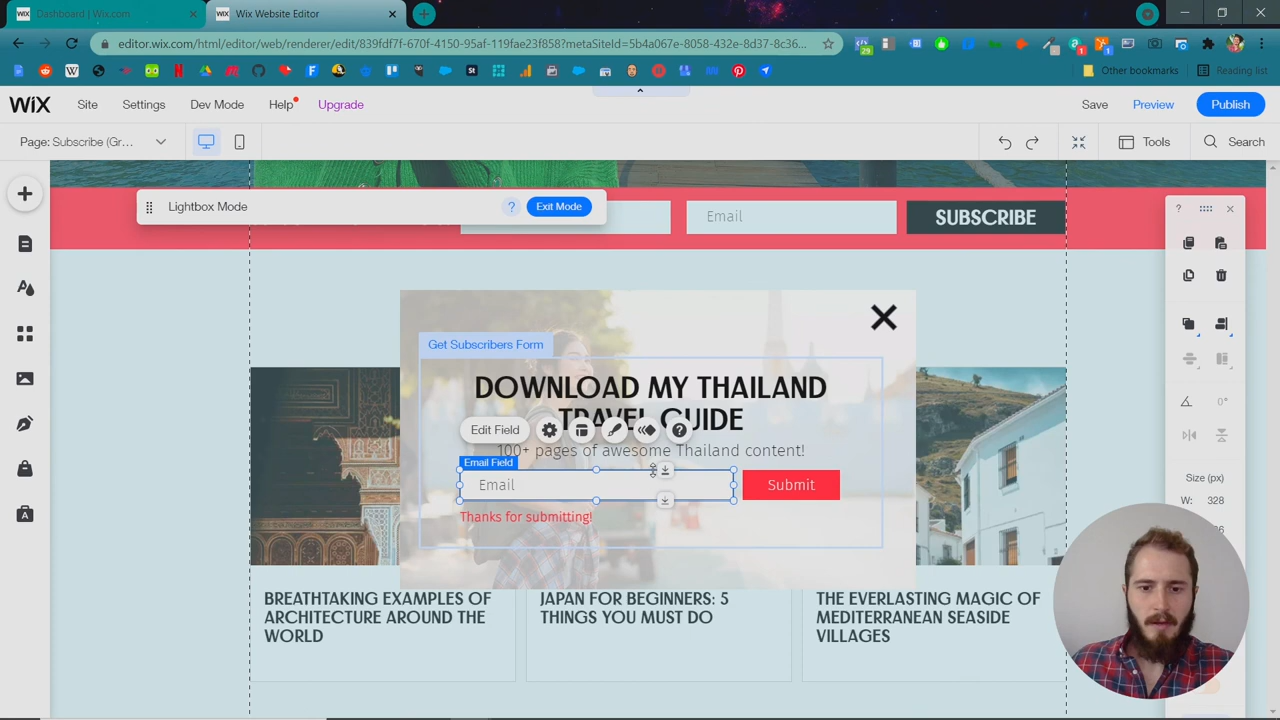 WiX Dashboard | Wix.com
WiX Wix Website Editor
editor.wix.com/html/editor/web/renderer/edit/839fdf7f-670f-4150-95af-119fae23f858?metaSiteId=5b4a067e-8058-432e-8d37-8c36...
29
Other bookmarks
Reading list
WiX Site Settings Dev Mode Help Upgrade
Save Preview Publish
Page: Subscribe (Gr...
Tools Search
Lightbox Mode ? Exit Mode
Email
SUBSCRIBE
Get Subscribers Form
DOWNLOAD MY THAILAND
TRAVEL GUIDE
Edit Field
100+ pages of awesome Thailand content!
Email Field
Email
Submit
Thanks for submitting!
BREATHTAKING EXAMPLES OF
ARCHITECTURE AROUND THE
WORLD
JAPAN FOR BEGINNERS: 5
THINGS YOU MUST DO
THE EVERLASTING MAGIC OF
MEDITERRANEAN SEASIDE
VILLAGES
?
0°
Size (px)
W: 328